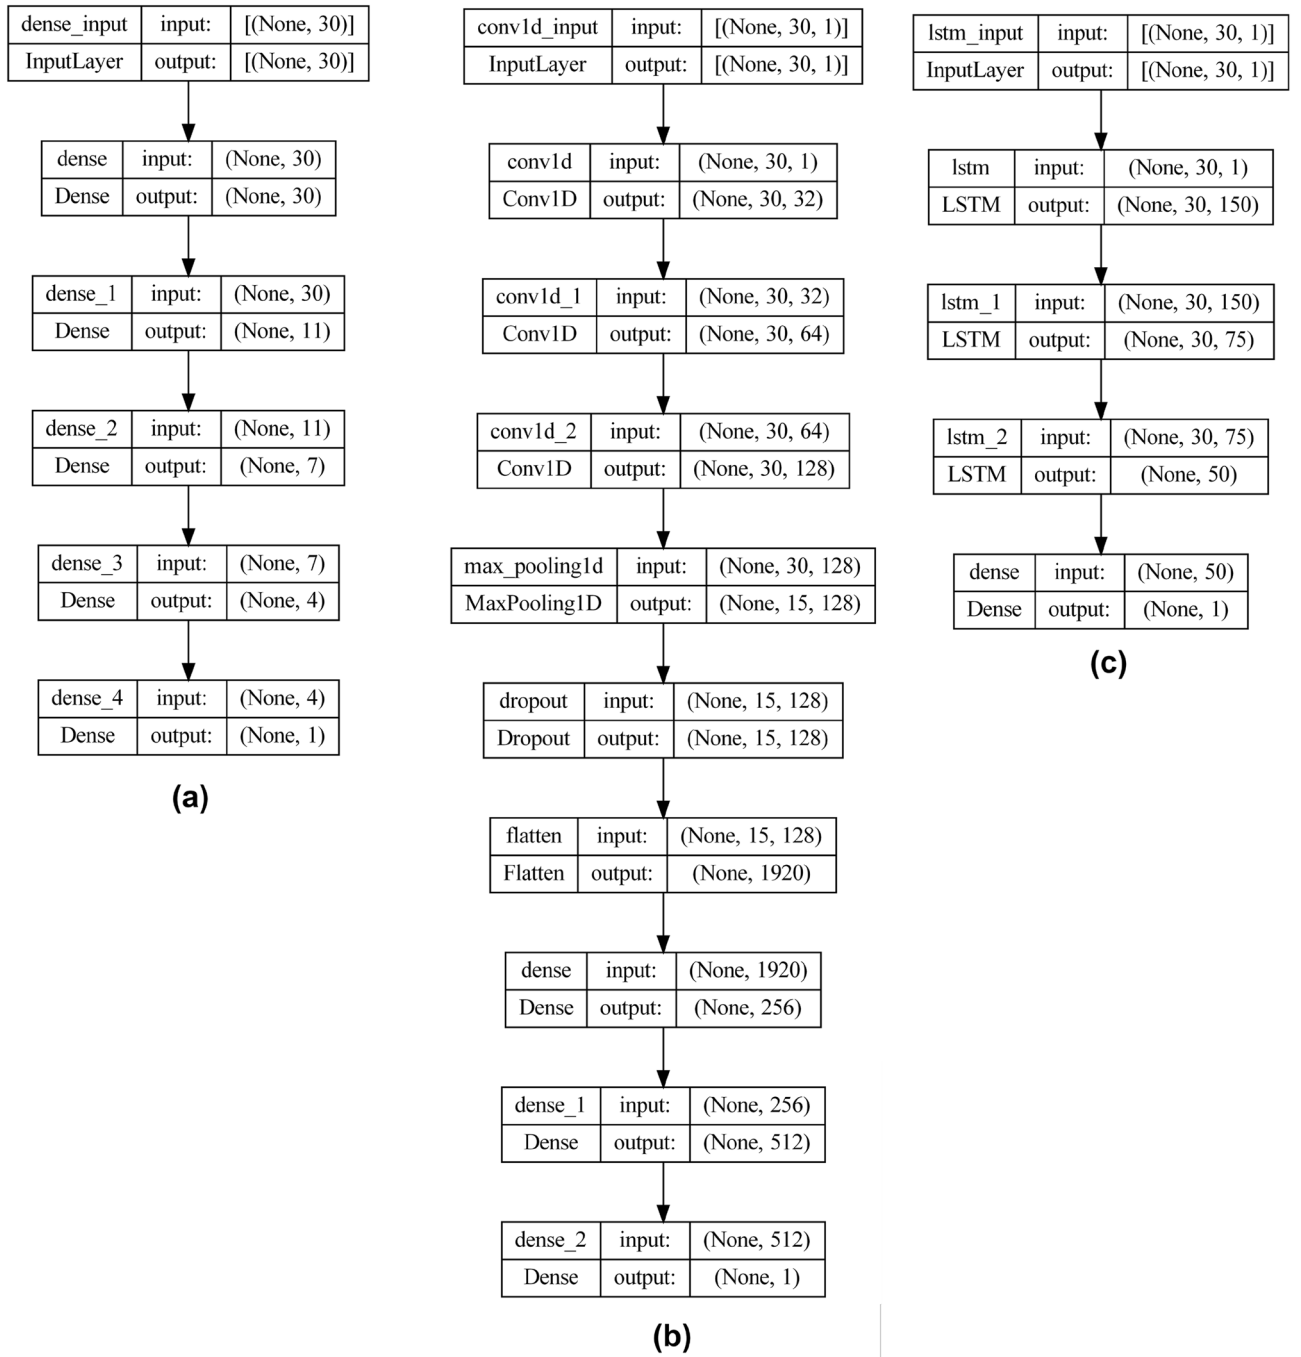 dense_input input: [(None, 30)]
InputLayer output: [(None, 30)]
dense input: (None, 30)
Dense output: (None, 30)
dense_1 input: (None, 30)
Dense output: (None, 11)
dense_2 input: (None, 11)
Dense output: (None, 7)
dense_3 input: (None, 7)
Dense output: (None, 4)
dense_4 input: (None, 4)
Dense output: (None, 1)
(a)
conv1d_input input: [(None, 30, 1)]
InputLayer output: [(None, 30, 1)]
conv1d input: (None, 30, 1)
Conv1D output: (None, 30, 32)
conv1d_1 input: (None, 30, 32)
Conv1D output: (None, 30, 64)
conv1d_2 input: (None, 30, 64)
Conv1D output: (None, 30, 128)
max_pooling1d input: (None, 30, 128)
MaxPooling1D output: (None, 15, 128)
dropout input: (None, 15, 128)
Dropout output: (None, 15, 128)
flatten input: (None, 15, 128)
Flatten output: (None, 1920)
dense input: (None, 1920)
Dense output: (None, 256)
dense_1 input: (None, 256)
Dense output: (None, 512)
dense_2 input: (None, 512)
Dense output: (None, 1)
(b)
lstm_input input: [(None, 30, 1)]
InputLayer output: [(None, 30, 1)]
lstm input: (None, 30, 1)
LSTM output: (None, 30, 150)
lstm_1 input: (None, 30, 150)
LSTM output: (None, 30, 75)
lstm_2 input: (None, 30, 75)
LSTM output: (None, 50)
dense input: (None, 50)
Dense output: (None, 1)
(c)